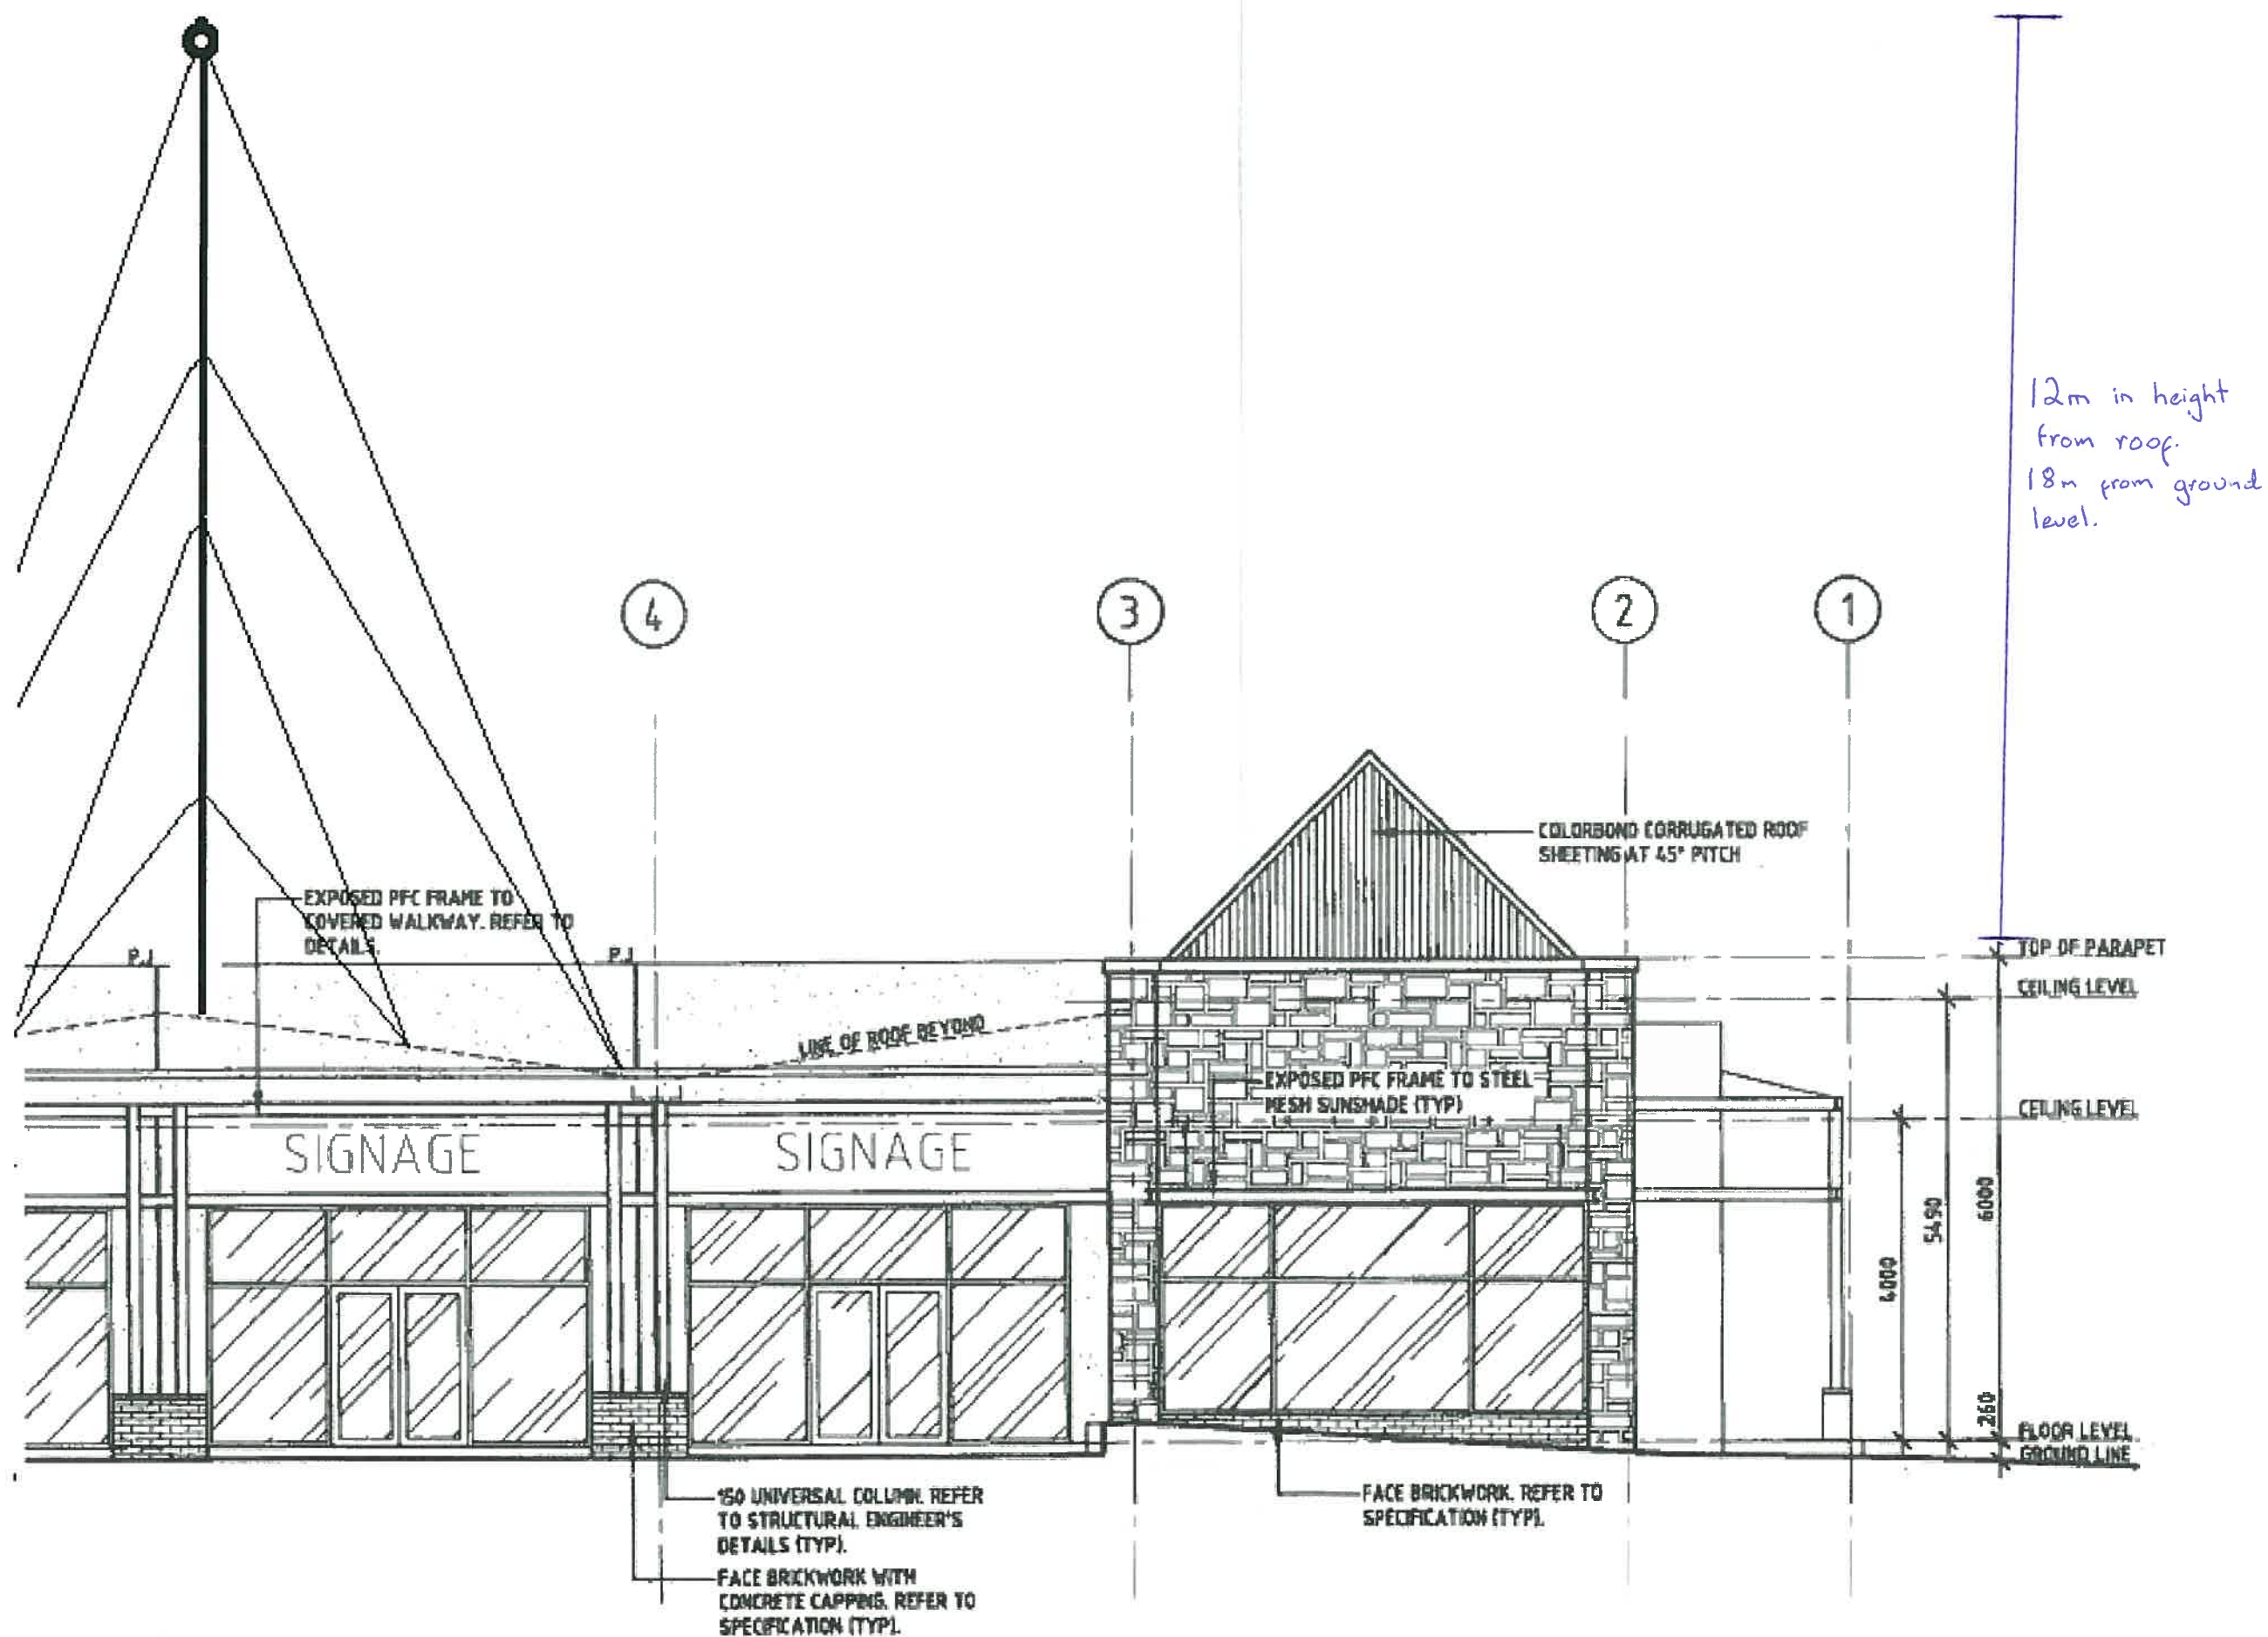 12m in height
from roof.
18m from ground
level.
4
3
2
1
COLORBOND CORRUGATED ROOF
SHEETING AT 45° PITCH
EXPOSED PFC FRAME TO
COVERED WALKWAY. REFER TO
DETAILS.
P.J
P.J
TOP OF PARAPET
CEILING LEVEL
LINE OF ROOF BEYOND
EXPOSED PFC FRAME TO STEEL
MESH SUNSHADE (TYP)
CEILING LEVEL
SIGNAGE
SIGNAGE
4000
5490
6000
260
FLOOR LEVEL
GROUND LINE
150 UNIVERSAL COLUMN. REFER
TO STRUCTURAL ENGINEER'S
DETAILS (TYP).
FACE BRICKWORK. REFER TO
SPECIFICATION (TYP).
FACE BRICKWORK WITH
CONCRETE CAPPING. REFER TO
SPECIFICATION (TYP).